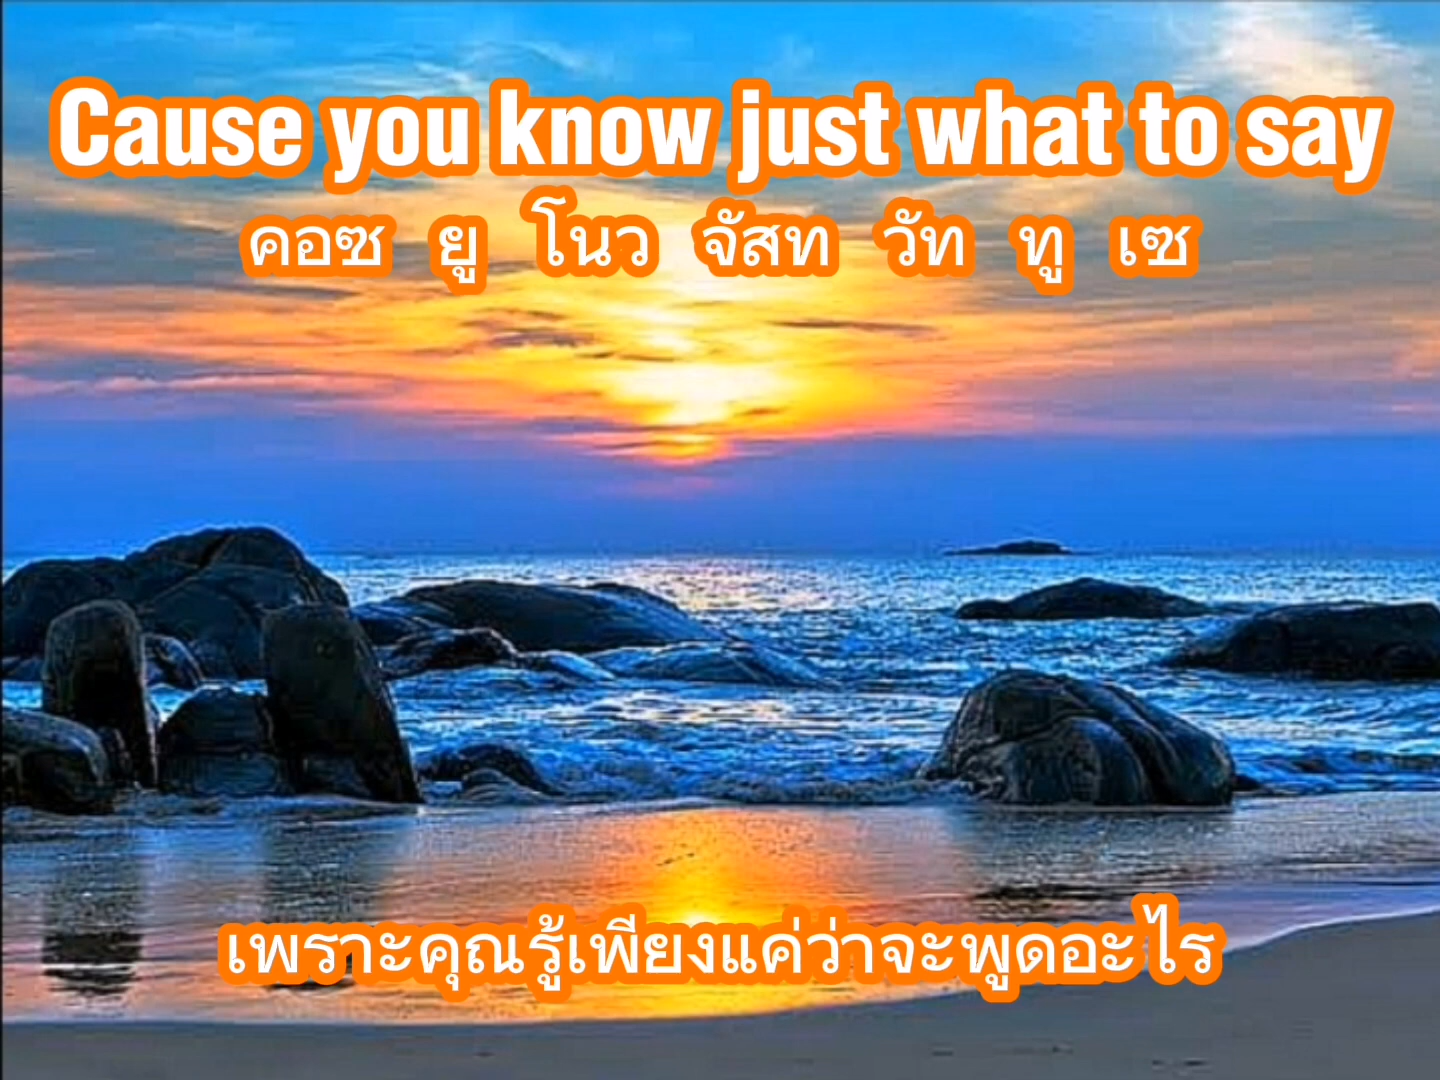 Cause you know just what to say
คอซ ยู โนว จัสท วัท ทู เซ
เพราะคุณรู้เพียงแค่ว่าจะพูดอะไร